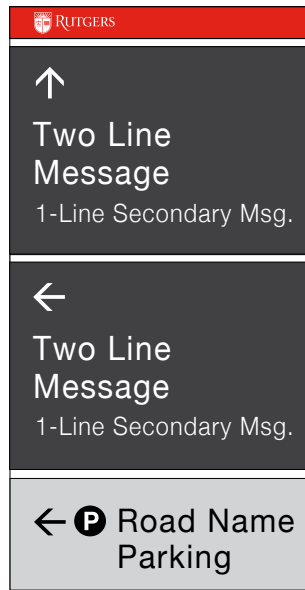 RUTGERS
↑
Two Line
Message
1-Line Secondary Msg.
←
Two Line
Message
1-Line Secondary Msg.
← P Road Name
Parking